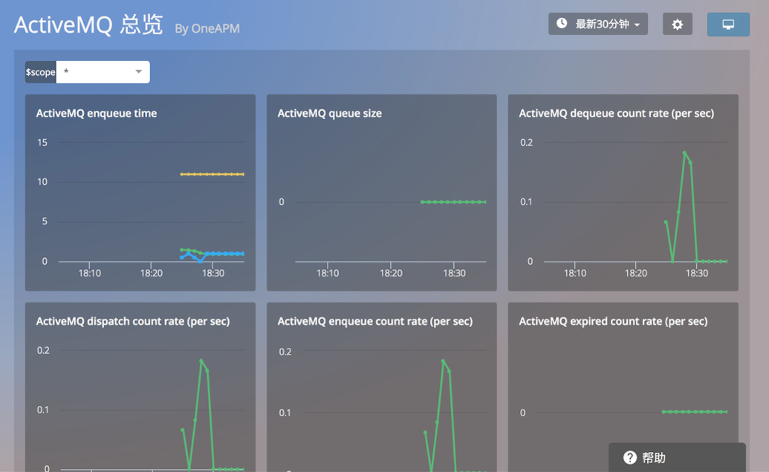 ActiveMQ 总览 By OneAPM
最新30分钟
$scope *
ActiveMQ enqueue time
15
10
5
0
18:10 18:20 18:30
ActiveMQ queue size
0
18:10 18:20 18:30
ActiveMQ dequeue count rate (per sec)
0.2
0.1
0
18:10 18:20 18:30
ActiveMQ dispatch count rate (per sec)
0.2
0.1
0
ActiveMQ enqueue count rate (per sec)
0.2
0.1
0
ActiveMQ expired count rate (per sec)
0
? 帮助